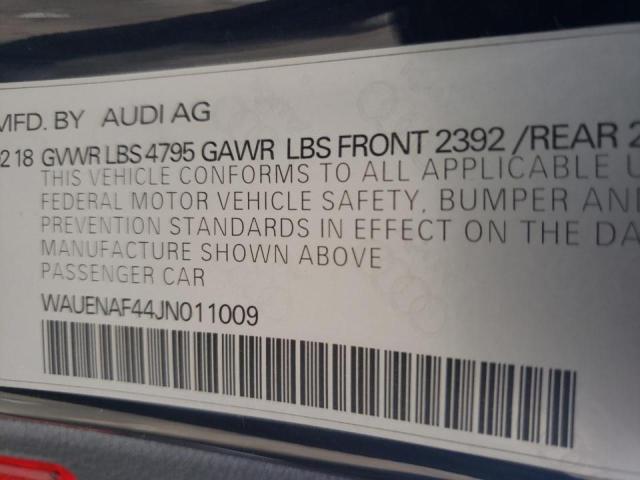 MFD. BY AUDI AG
218 GVWR LBS 4795 GAWR LBS FRONT 2392 /REAR 2
THIS VEHICLE CONFORMS TO ALL APPLICABLE U
FEDERAL MOTOR VEHICLE SAFETY, BUMPER AN
PREVENTION STANDARDS IN EFFECT ON THE DA
MANUFACTURE SHOWN ABOVE
PASSENGER CAR
WAUENAF44JN011009